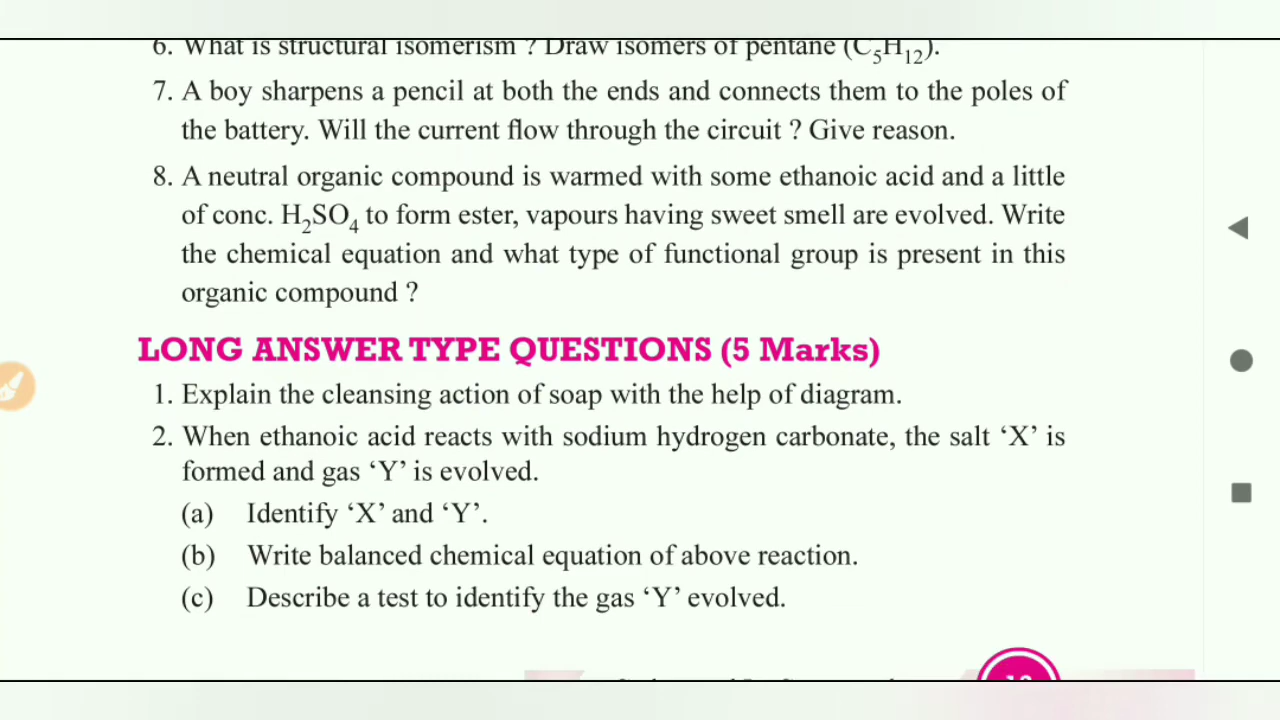 6. What is structural isomerism ? Draw isomers of pentane (C₅H₁₂).
7. A boy sharpens a pencil at both the ends and connects them to the poles of
the battery. Will the current flow through the circuit ? Give reason.
8. A neutral organic compound is warmed with some ethanoic acid and a little
of conc. H₂SO₄ to form ester, vapours having sweet smell are evolved. Write
the chemical equation and what type of functional group is present in this
organic compound ?
LONG ANSWER TYPE QUESTIONS (5 Marks)
1. Explain the cleansing action of soap with the help of diagram.
2. When ethanoic acid reacts with sodium hydrogen carbonate, the salt ‘X’ is
formed and gas ‘Y’ is evolved.
(a) Identify ‘X’ and ‘Y’.
(b) Write balanced chemical equation of above reaction.
(c) Describe a test to identify the gas ‘Y’ evolved.